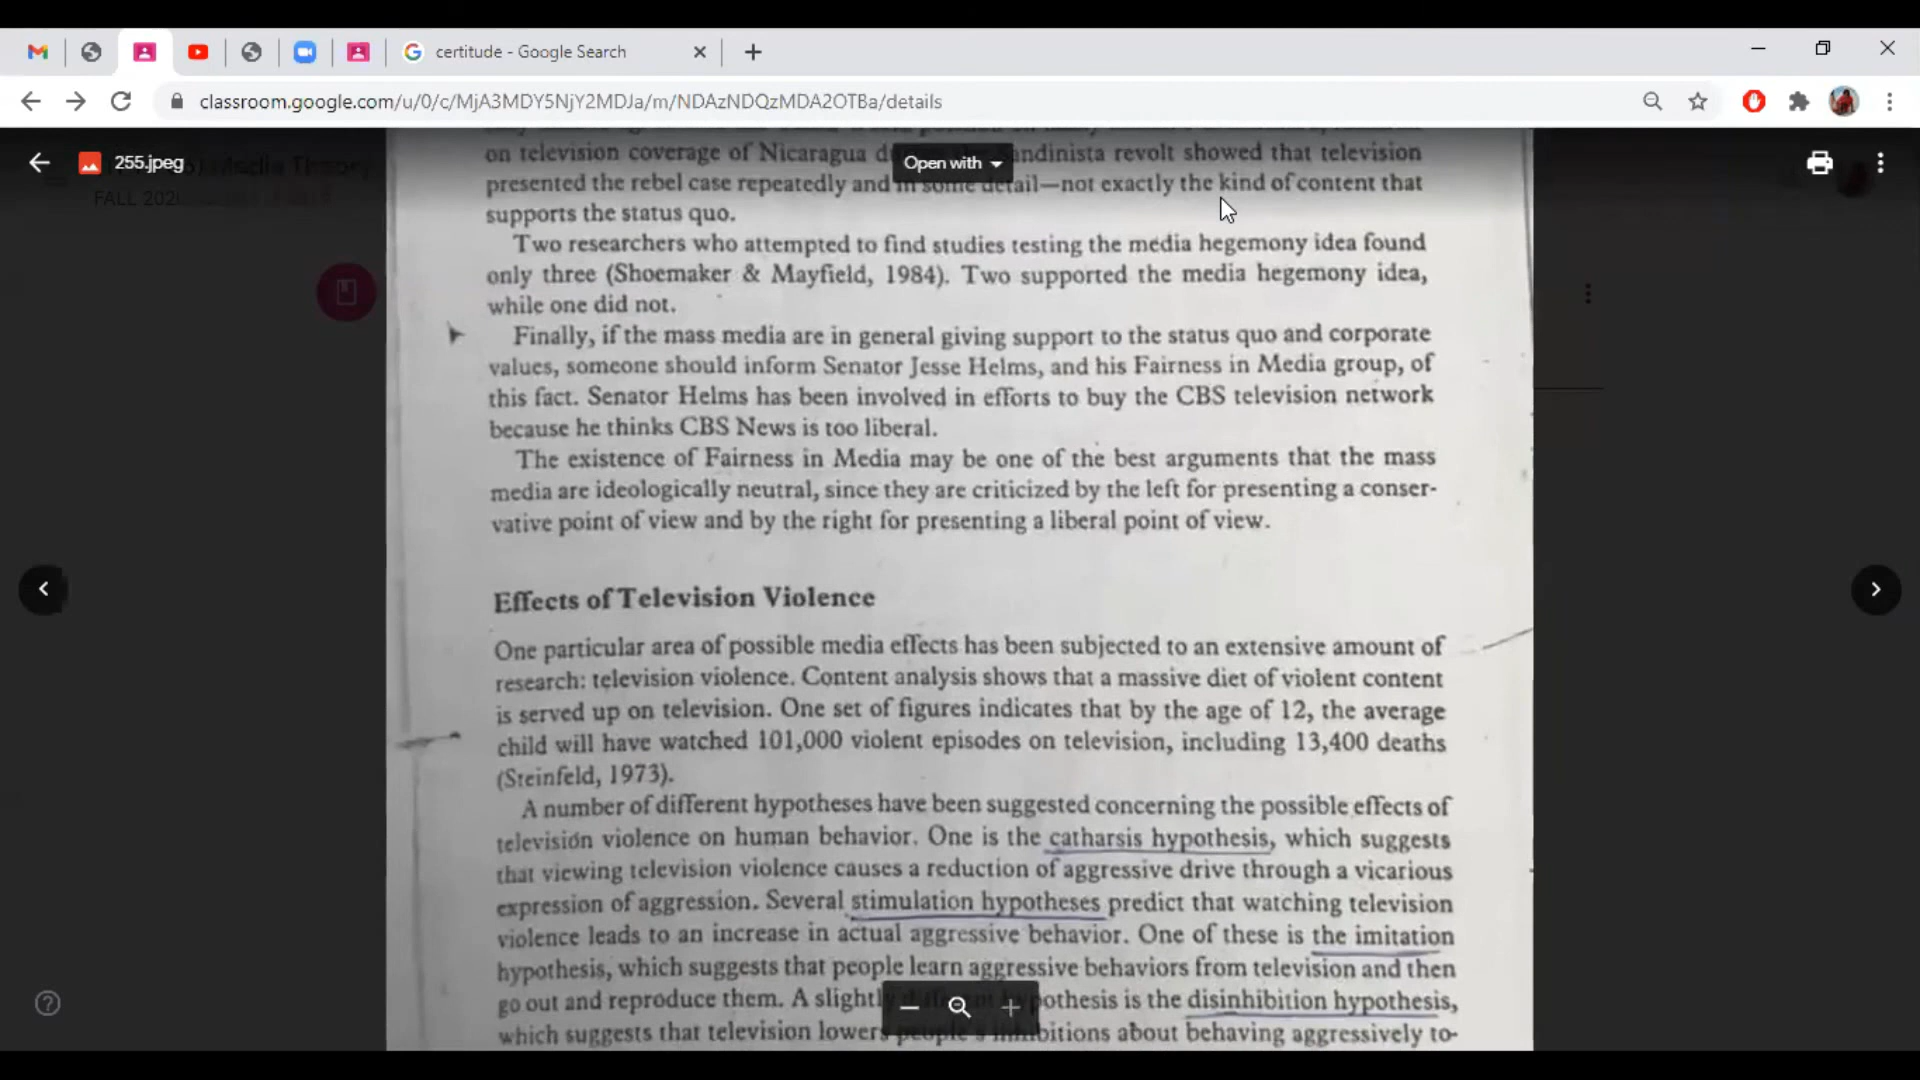 certitude - Google Search
classroom.google.com/u/0/c/MjA3MDY5NjY2MDJa/m/NDAzNDQzMDA2OTBa/details
255.jpeg
Open with
Media Theory
FALL 202
on television coverage of Nicaragua Sandinista revolt showed that television
presented the rebel case repeatedly and in some detail—not exactly the kind of content that
supports the status quo.
Two researchers who attempted to find studies testing the media hegemony idea found
only three (Shoemaker & Mayfield, 1984). Two supported the media hegemony idea,
while one did not.
Finally, if the mass media are in general giving support to the status quo and corporate
values, someone should inform Senator Jesse Helms, and his Fairness in Media group, of
this fact. Senator Helms has been involved in efforts to buy the CBS television network
because he thinks CBS News is too liberal.
The existence of Fairness in Media may be one of the best arguments that the mass
media are ideologically neutral, since they are criticized by the left for presenting a conser-
vative point of view and by the right for presenting a liberal point of view.
Effects of Television Violence
One particular area of possible media effects has been subjected to an extensive amount of
research: television violence. Content analysis shows that a massive diet of violent content
is served up on television. One set of figures indicates that by the age of 12, the average
child will have watched 101,000 violent episodes on television, including 13,400 deaths
(Steinfeld, 1973).
A number of different hypotheses have been suggested concerning the possible effects of
television violence on human behavior. One is the catharsis hypothesis, which suggests
that viewing television violence causes a reduction of aggressive drive through a vicarious
expression of aggression. Several stimulation hypotheses predict that watching television
violence leads to an increase in actual aggressive behavior. One of these is the imitation
hypothesis, which suggests that people learn aggressive behaviors from television and then
go out and reproduce them. A slightly hypothesis is the disinhibition hypothesis,
which suggests that television lowers people's inhibitions about behaving aggressively to-